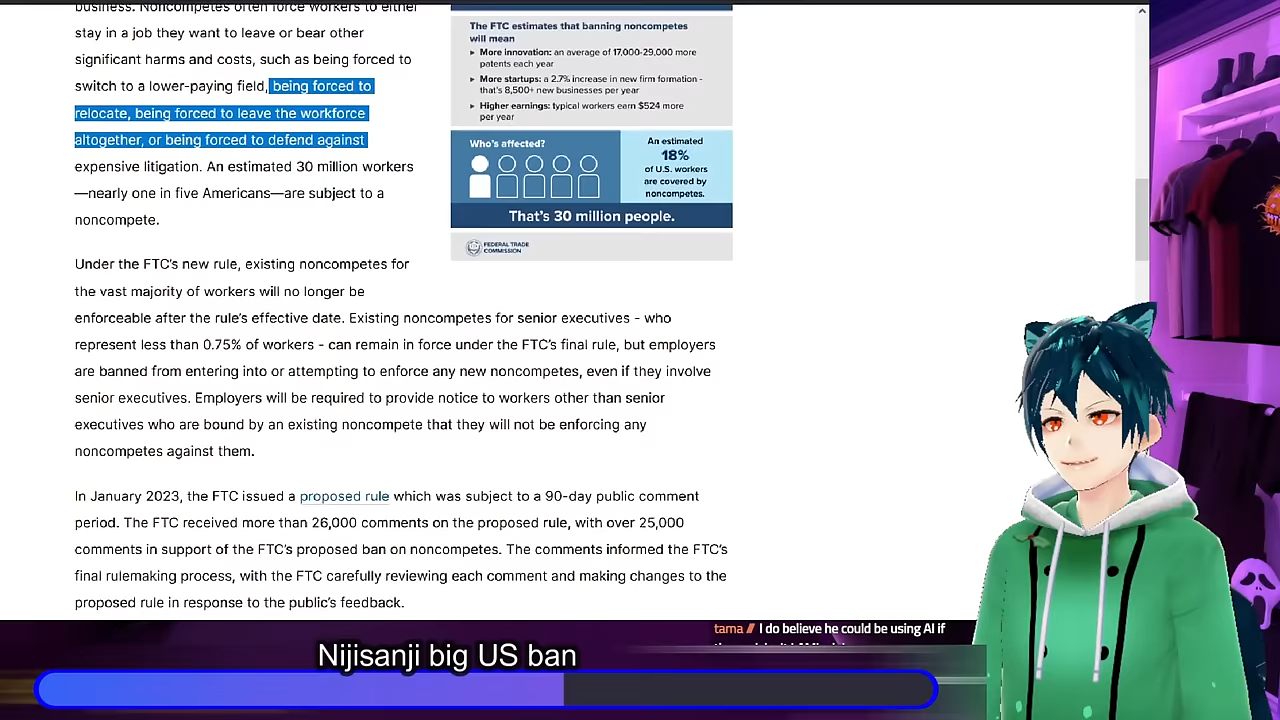 business. Noncompetes often force workers to either
stay in a job they want to leave or bear other
significant harms and costs, such as being forced to
switch to a lower-paying field, being forced to
relocate, being forced to leave the workforce
altogether, or being forced to defend against
expensive litigation. An estimated 30 million workers
—nearly one in five Americans—are subject to a
noncompete.
The FTC estimates that banning noncompetes
will mean
▸ More innovation: an average of 17,000-29,000 more
patents each year
▸ More startups: a 2.7% increase in new firm formation -
that's 8,500+ new businesses per year
▸ Higher earnings: typical workers earn $524 more
per year
Who's affected?
An estimated
18%
of U.S. workers
are covered by
noncompetes.
That's 30 million people.
FEDERAL TRADE
COMMISSION
Under the FTC's new rule, existing noncompetes for
the vast majority of workers will no longer be
enforceable after the rule's effective date. Existing noncompetes for senior executives - who
represent less than 0.75% of workers - can remain in force under the FTC's final rule, but employers
are banned from entering into or attempting to enforce any new noncompetes, even if they involve
senior executives. Employers will be required to provide notice to workers other than senior
executives who are bound by an existing noncompete that they will not be enforcing any
noncompetes against them.
In January 2023, the FTC issued a proposed rule which was subject to a 90-day public comment
period. The FTC received more than 26,000 comments on the proposed rule, with over 25,000
comments in support of the FTC's proposed ban on noncompetes. The comments informed the FTC's
final rulemaking process, with the FTC carefully reviewing each comment and making changes to the
proposed rule in response to the public's feedback.
tama // I do believe he could be using AI if
Nijisanji big US ban